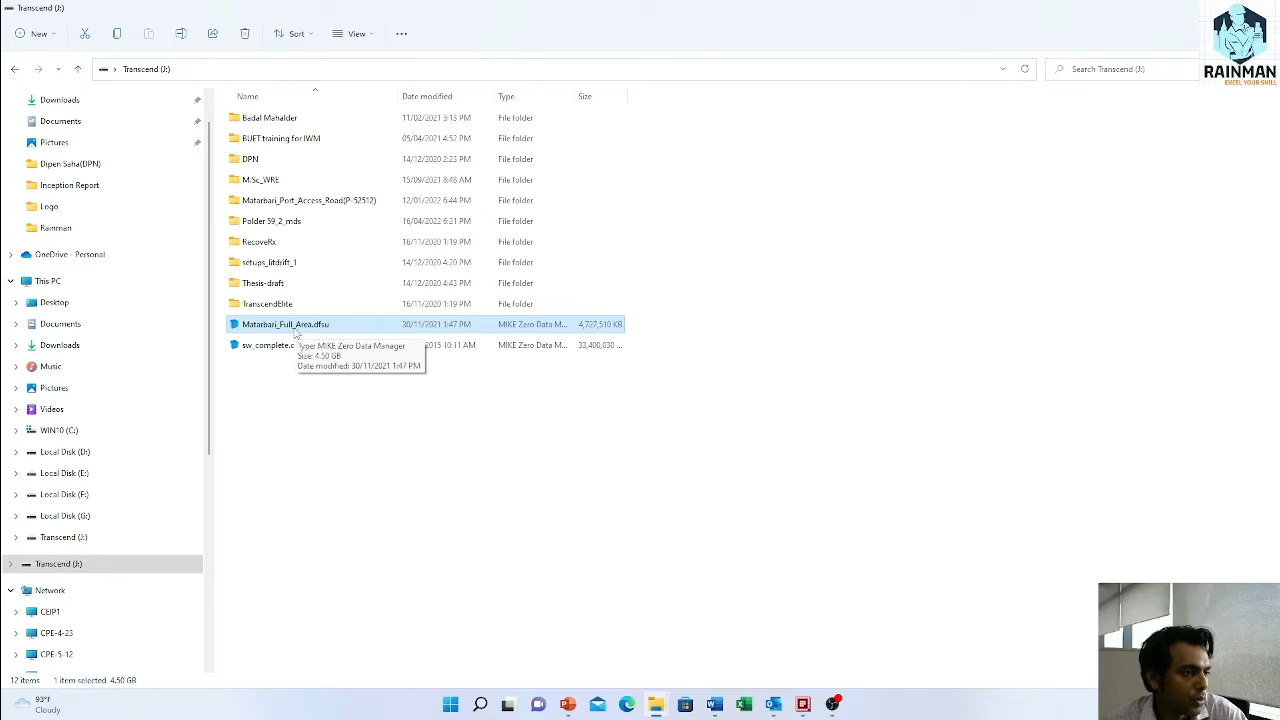 Transcend (J:)
New
Sort
View
Transcend (J:)
Search Transcend (J:)
RAINMAN
EXCEL YOUR SKILL
Downloads
Documents
Pictures
Dipen Saha(DPN)
Inception Report
Logo
Rainman
OneDrive - Personal
This PC
Desktop
Documents
Downloads
Music
Pictures
Videos
WIN10 (C:)
Local Disk (D:)
Local Disk (E:)
Local Disk (F:)
Local Disk (G:)
Transcend (J:)
Transcend (J:)
Network
CEIP1
CPE-4-23
CPE-5-12
Name Date modified Type Size
Badal Mahalder 11/02/2021 3:13 PM File folder
BUET training for IWM 05/04/2021 4:52 PM File folder
DPN 14/12/2020 2:23 PM File folder
M.Sc_WRE 15/09/2021 8:48 AM File folder
Matarbari_Port_Access_Road(P-52512) 12/01/2022 6:44 PM File folder
Polder 59_2_mds 16/04/2022 6:21 PM File folder
RecoveRx 16/11/2020 1:19 PM File folder
setups_litdrift_1 14/12/2020 4:20 PM File folder
Thesis-draft 14/12/2020 4:43 PM File folder
TranscendElite 16/11/2020 1:19 PM File folder
Matarbari_Full_Area.dfsu 30/11/2021 1:47 PM MIKE Zero Data M... 4,727,510 KB
sw_complete. 2015 10:11 AM MIKE Zero Data M... 33,400,030 ...
Type: MIKE Zero Data Manager
Size: 4.50 GB
Date modified: 30/11/2021 1:47 PM
12 items 1 item selected 4.50 GB
93°F
Cloudy